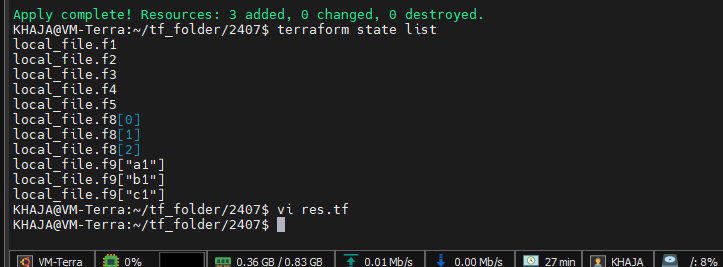 Apply complete! Resources: 3 added, 0 changed, 0 destroyed.
KHAJA@VM-Terra:~/tf_folder/2407$ terraform state list
local_file.f1
local_file.f2
local_file.f3
local_file.f4
local_file.f5
local_file.f8[0]
local_file.f8[1]
local_file.f8[2]
local_file.f9["a1"]
local_file.f9["b1"]
local_file.f9["c1"]
KHAJA@VM-Terra:~/tf_folder/2407$ vi res.tf
KHAJA@VM-Terra:~/tf_folder/2407$
VM-Terra 0% 0.36 GB / 0.83 GB 0.01 Mb/s 0.00 Mb/s 27 min KHAJA /: 8%